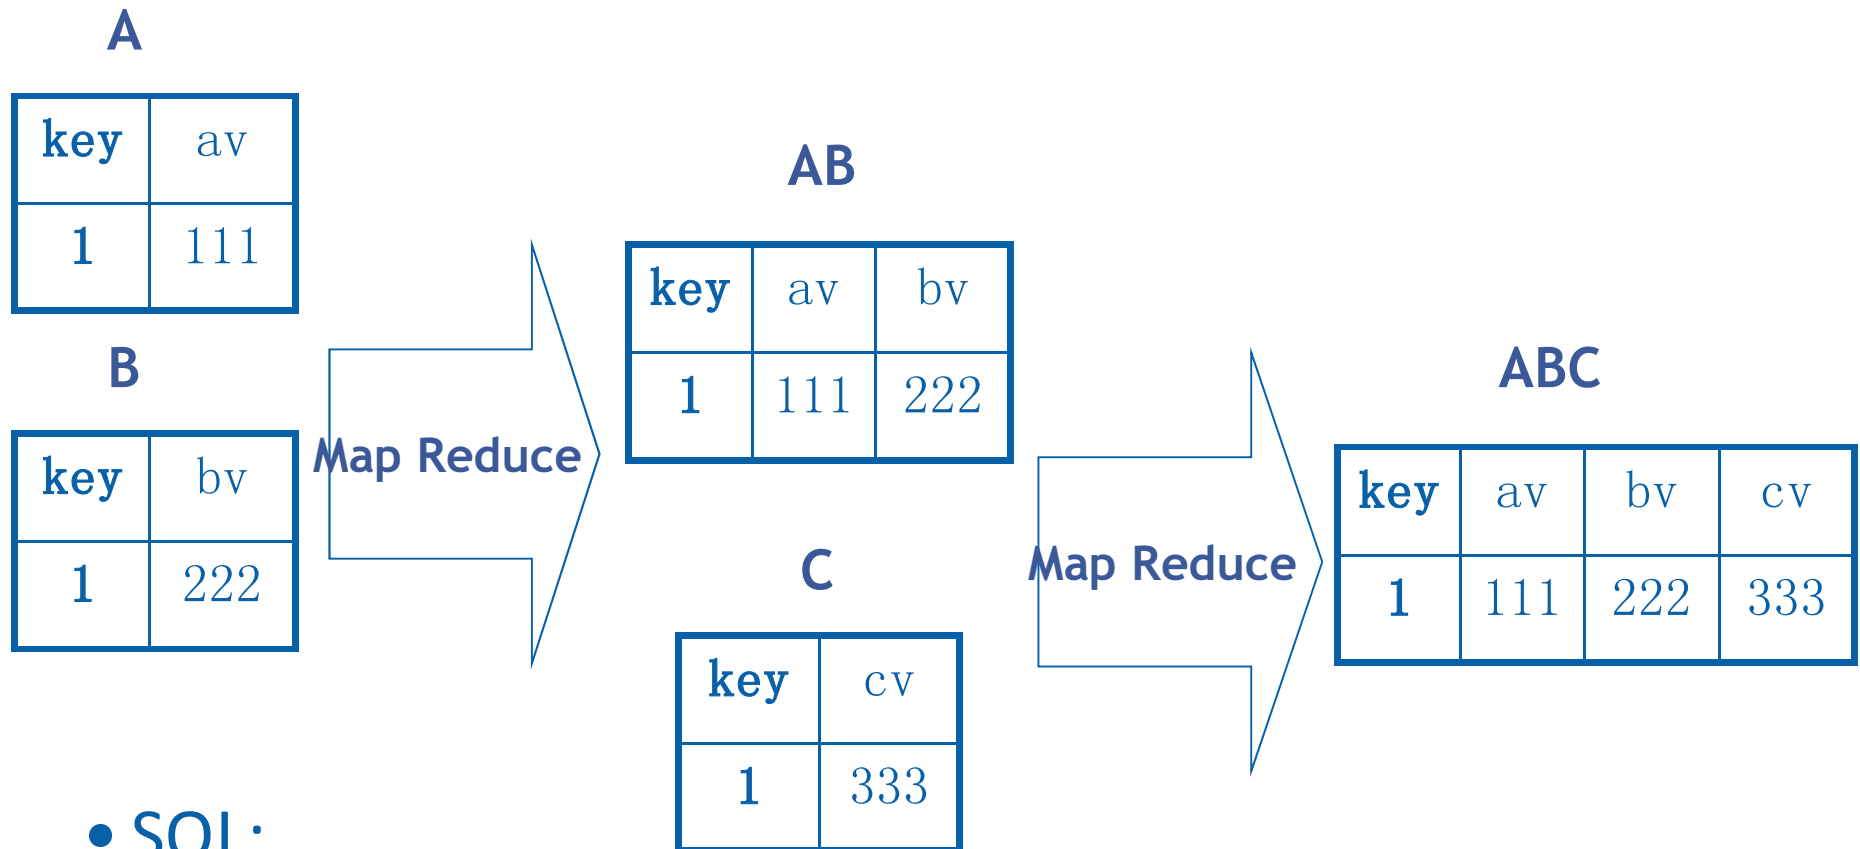 A
key av
1 111
B
key bv
1 222
Map Reduce
AB
key av bv
1 111 222
C
key cv
1 333
Map Reduce
ABC
key av bv cv
1 111 222 333
• SQL: